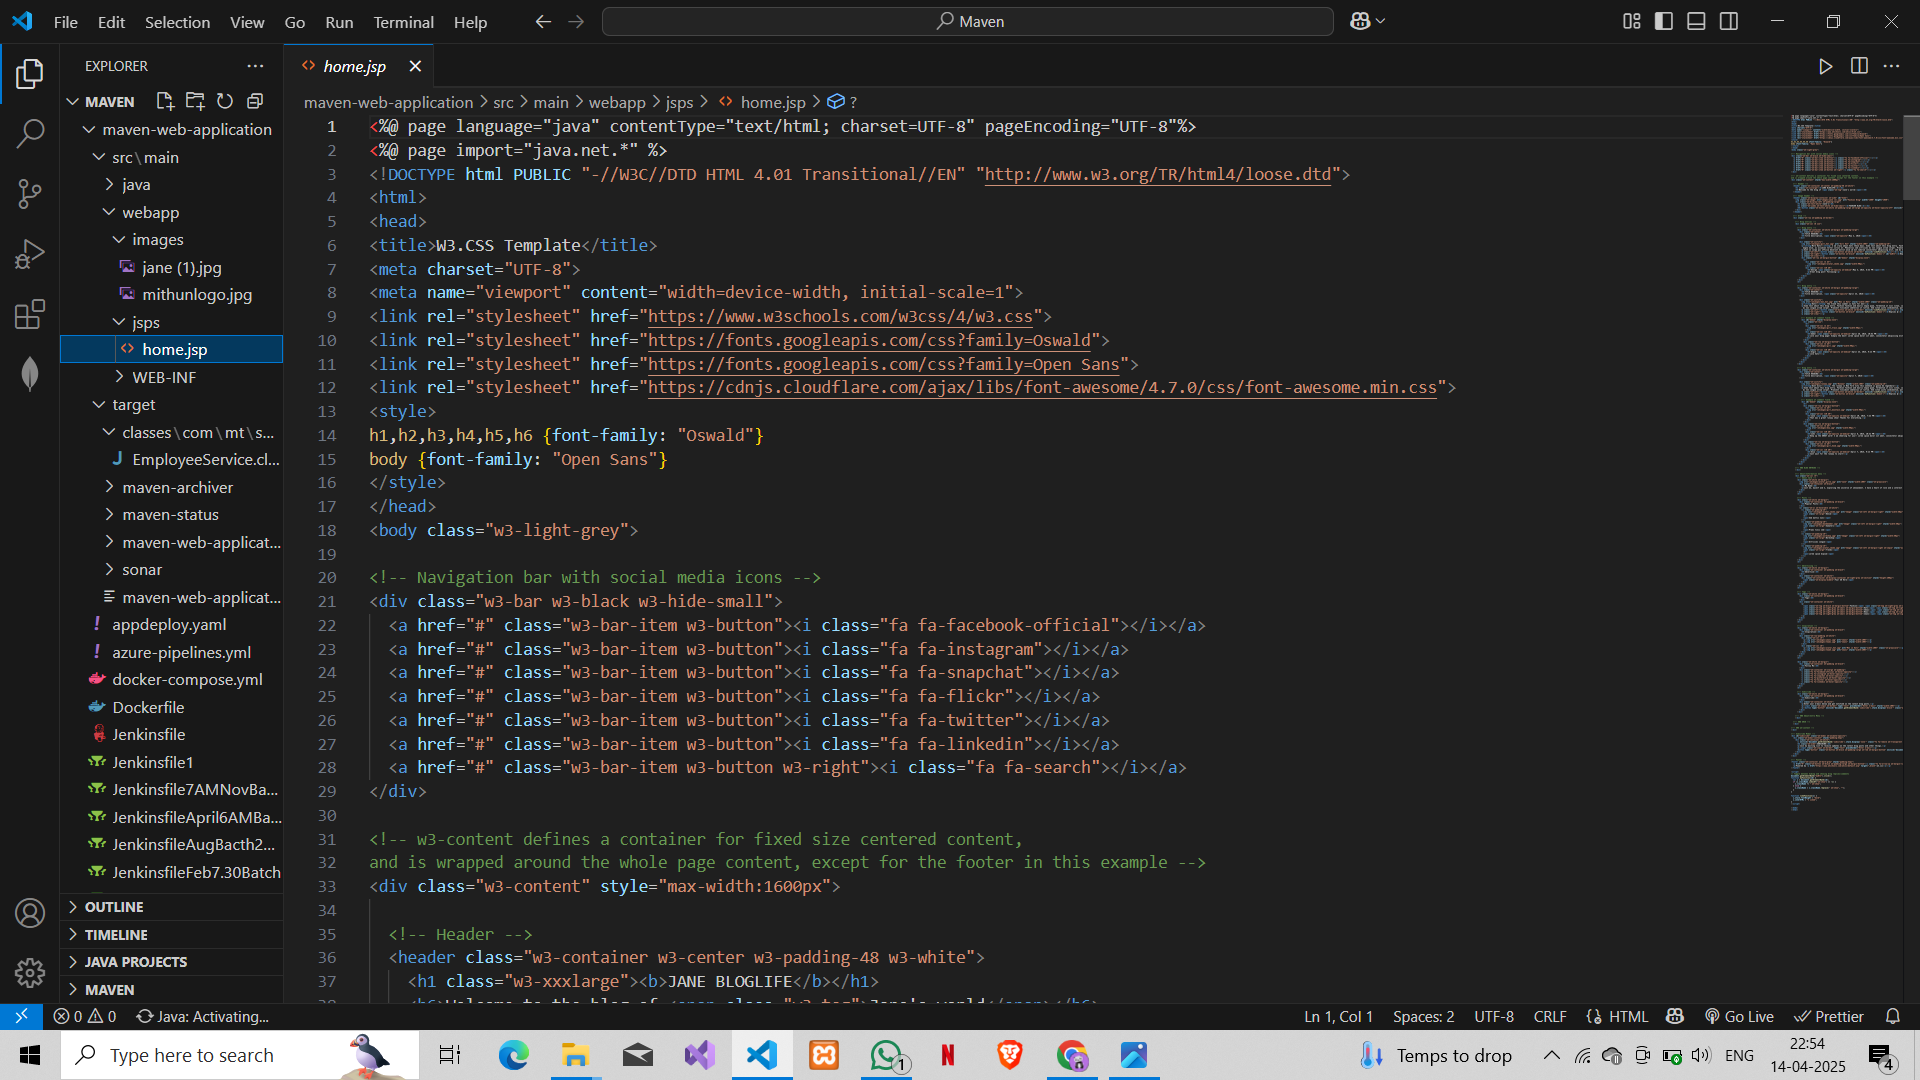 File Edit Selection View Go Run Terminal Help
Maven
EXPLORER
home.jsp
MAVEN
maven-web-application
src\main
java
webapp
images
jane (1).jpg
mithunlogo.jpg
jsps
home.jsp
WEB-INF
target
classes\com\mt\s...
EmployeeService.cl...
maven-archiver
maven-status
maven-web-applicat...
sonar
maven-web-applicat...
appdeploy.yaml
azure-pipelines.yml
docker-compose.yml
Dockerfile
Jenkinsfile
Jenkinsfile1
Jenkinsfile7AMNovBa...
JenkinsfileApril6AMBa...
JenkinsfileAugBacth2...
JenkinsfileFeb7.30Batch
OUTLINE
TIMELINE
JAVA PROJECTS
MAVEN
maven-web-application > src > main > webapp > jsps > home.jsp > ?
1 <%@ page language="java" contentType="text/html; charset=UTF-8" pageEncoding="UTF-8"%>
2 <%@ page import="java.net.*" %>
3 <!DOCTYPE html PUBLIC "-//W3C//DTD HTML 4.01 Transitional//EN" "http://www.w3.org/TR/html4/loose.dtd">
4 <html>
5 <head>
6 <title>W3.CSS Template</title>
7 <meta charset="UTF-8">
8 <meta name="viewport" content="width=device-width, initial-scale=1">
9 <link rel="stylesheet" href="https://www.w3schools.com/w3css/4/w3.css">
10 <link rel="stylesheet" href="https://fonts.googleapis.com/css?family=Oswald">
11 <link rel="stylesheet" href="https://fonts.googleapis.com/css?family=Open Sans">
12 <link rel="stylesheet" href="https://cdnjs.cloudflare.com/ajax/libs/font-awesome/4.7.0/css/font-awesome.min.css">
13 <style>
14 h1,h2,h3,h4,h5,h6 {font-family: "Oswald"}
15 body {font-family: "Open Sans"}
16 </style>
17 </head>
18 <body class="w3-light-grey">
19
20 <!-- Navigation bar with social media icons -->
21 <div class="w3-bar w3-black w3-hide-small">
22 <a href="#" class="w3-bar-item w3-button"><i class="fa fa-facebook-official"></i></a>
23 <a href="#" class="w3-bar-item w3-button"><i class="fa fa-instagram"></i></a>
24 <a href="#" class="w3-bar-item w3-button"><i class="fa fa-snapchat"></i></a>
25 <a href="#" class="w3-bar-item w3-button"><i class="fa fa-flickr"></i></a>
26 <a href="#" class="w3-bar-item w3-button"><i class="fa fa-twitter"></i></a>
27 <a href="#" class="w3-bar-item w3-button"><i class="fa fa-linkedin"></i></a>
28 <a href="#" class="w3-bar-item w3-button w3-right"><i class="fa fa-search"></i></a>
29 </div>
30
31 <!-- w3-content defines a container for fixed size centered content,
32 and is wrapped around the whole page content, except for the footer in this example -->
33 <div class="w3-content" style="max-width:1600px">
34
35 <!-- Header -->
36 <header class="w3-container w3-center w3-padding-48 w3-white">
37 <h1 class="w3-xxxlarge"><b>JANE BLOGLIFE</b></h1>
38 <h6>Welcome to the blog of <span class="w3-tag">Jane's world</span></h6>
0 0 Java: Activating... Ln 1, Col 1 Spaces: 2 UTF-8 CRLF HTML Go Live Prettier
Type here to search
1
Temps to drop
ENG
22:54
14-04-2025
4